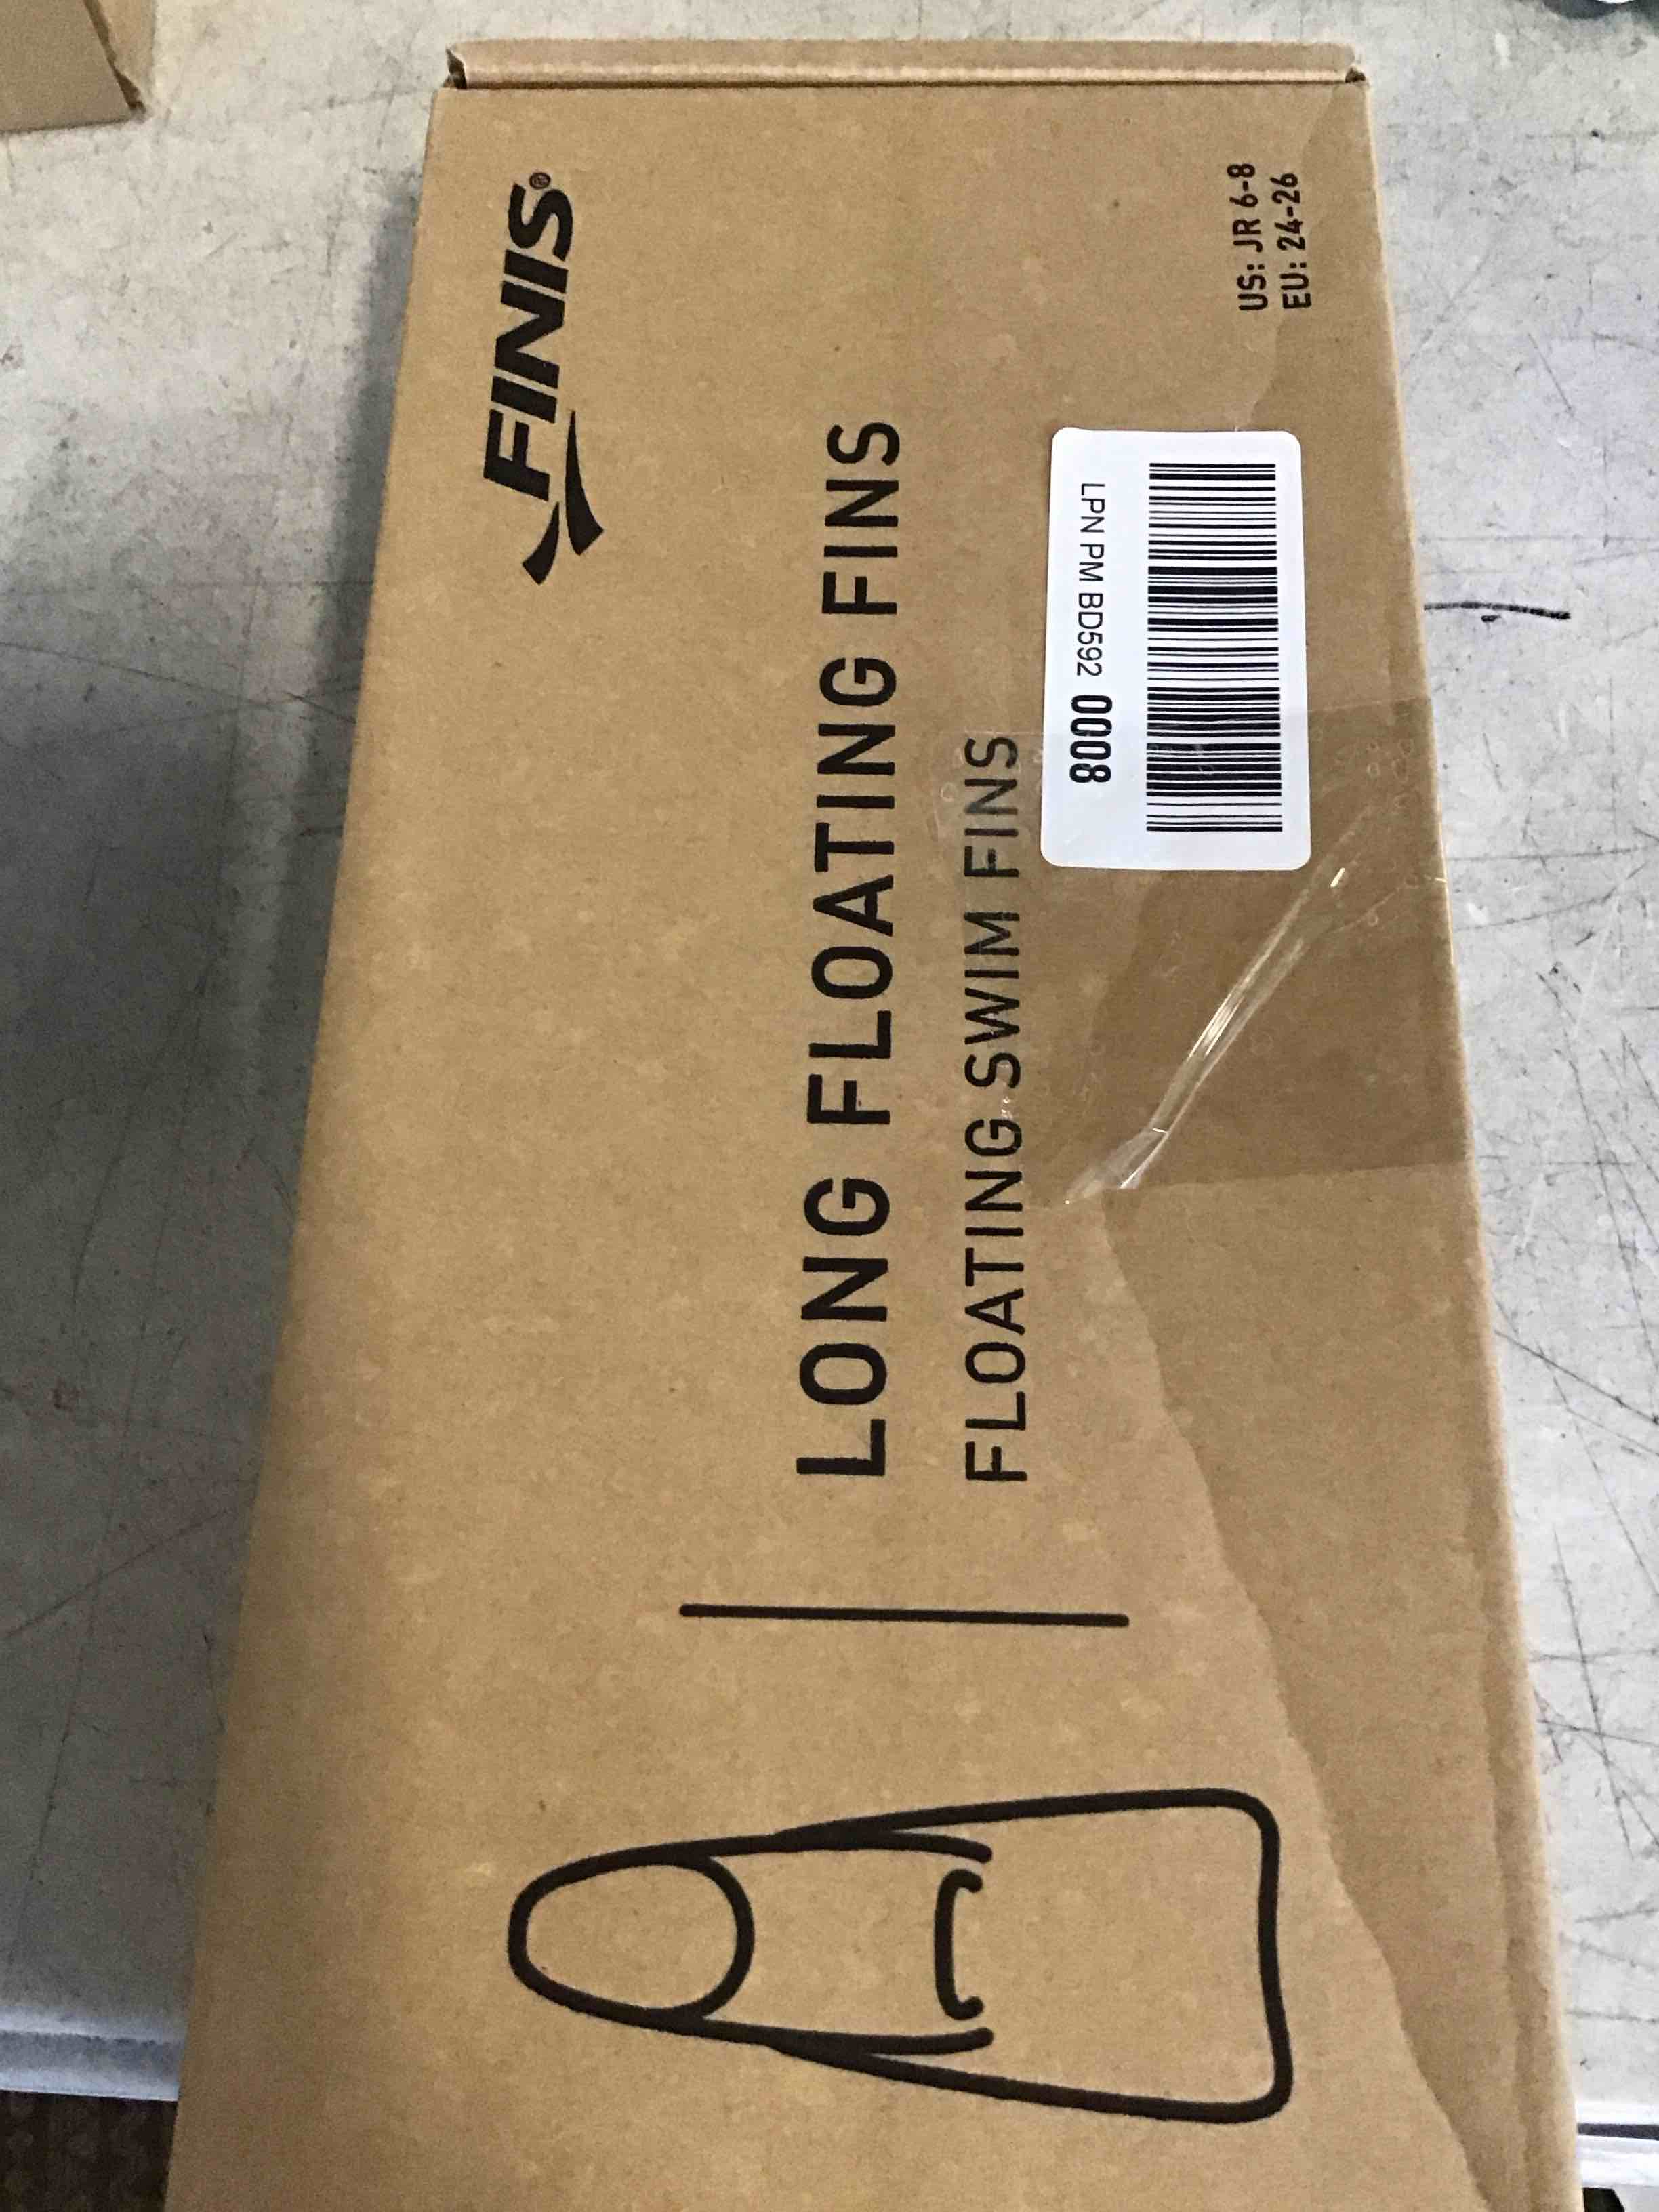 FINIS®
LONG FLOATING FINS
FLOATING SWIM FINS
LPN PM BD592 0008
US: JR 6-8
EU: 24-26